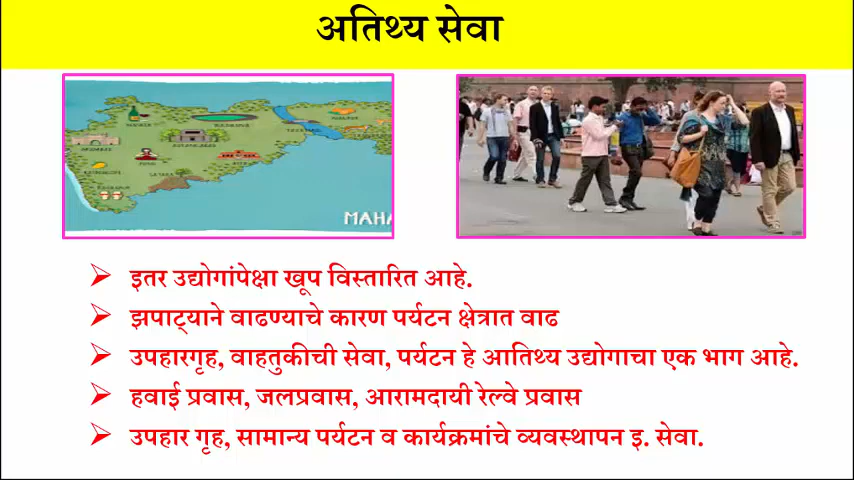 अतिथ्य सेवा
MAHA
इतर उद्योगांपेक्षा खूप विस्तारित आहे.
झपाट्याने वाढण्याचे कारण पर्यटन क्षेत्रात वाढ
उपहारगृह, वाहतुकीची सेवा, पर्यटन हे आतिथ्य उद्योगाचा एक भाग आहे.
हवाई प्रवास, जलप्रवास, आरामदायी रेल्वे प्रवास
उपहार गृह, सामान्य पर्यटन व कार्यक्रमांचे व्यवस्थापन इ. सेवा.